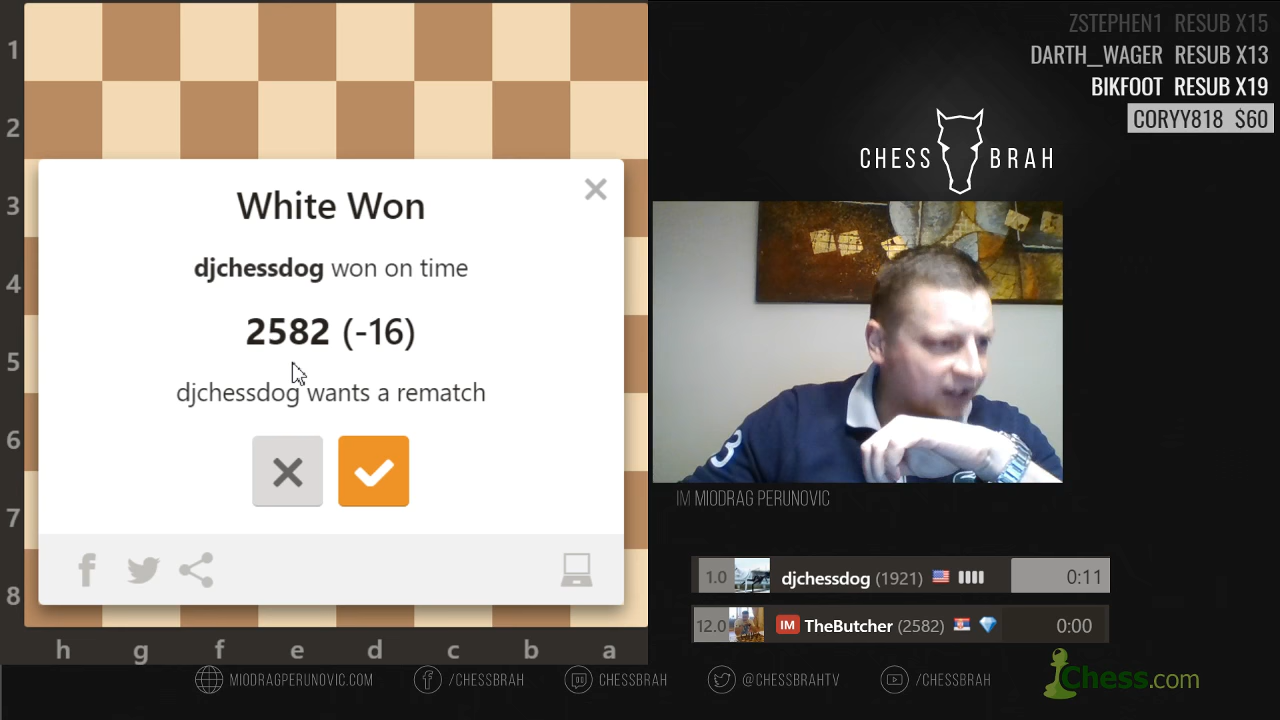 1
2
3
4
5
6
7
8
h g f e d c b a
White Won
djchessdog won on time
2582 (-16)
djchessdog wants a rematch
ZSTEPHEN1 RESUB X15
DARTH__WAGER RESUB X13
BIKFOOT RESUB X19
CORYY818 $60
CHESS BRAH
3
IM MIODRAG PERUNOVIC
1.0 djchessdog (1921) 0:11
12.0 IM TheButcher (2582) 0:00
MIODRAGPERUNOVIC.COM /CHESSBRAH CHESSBRAH @CHESSBRAHTV /CHESSBRAH
Chess.com